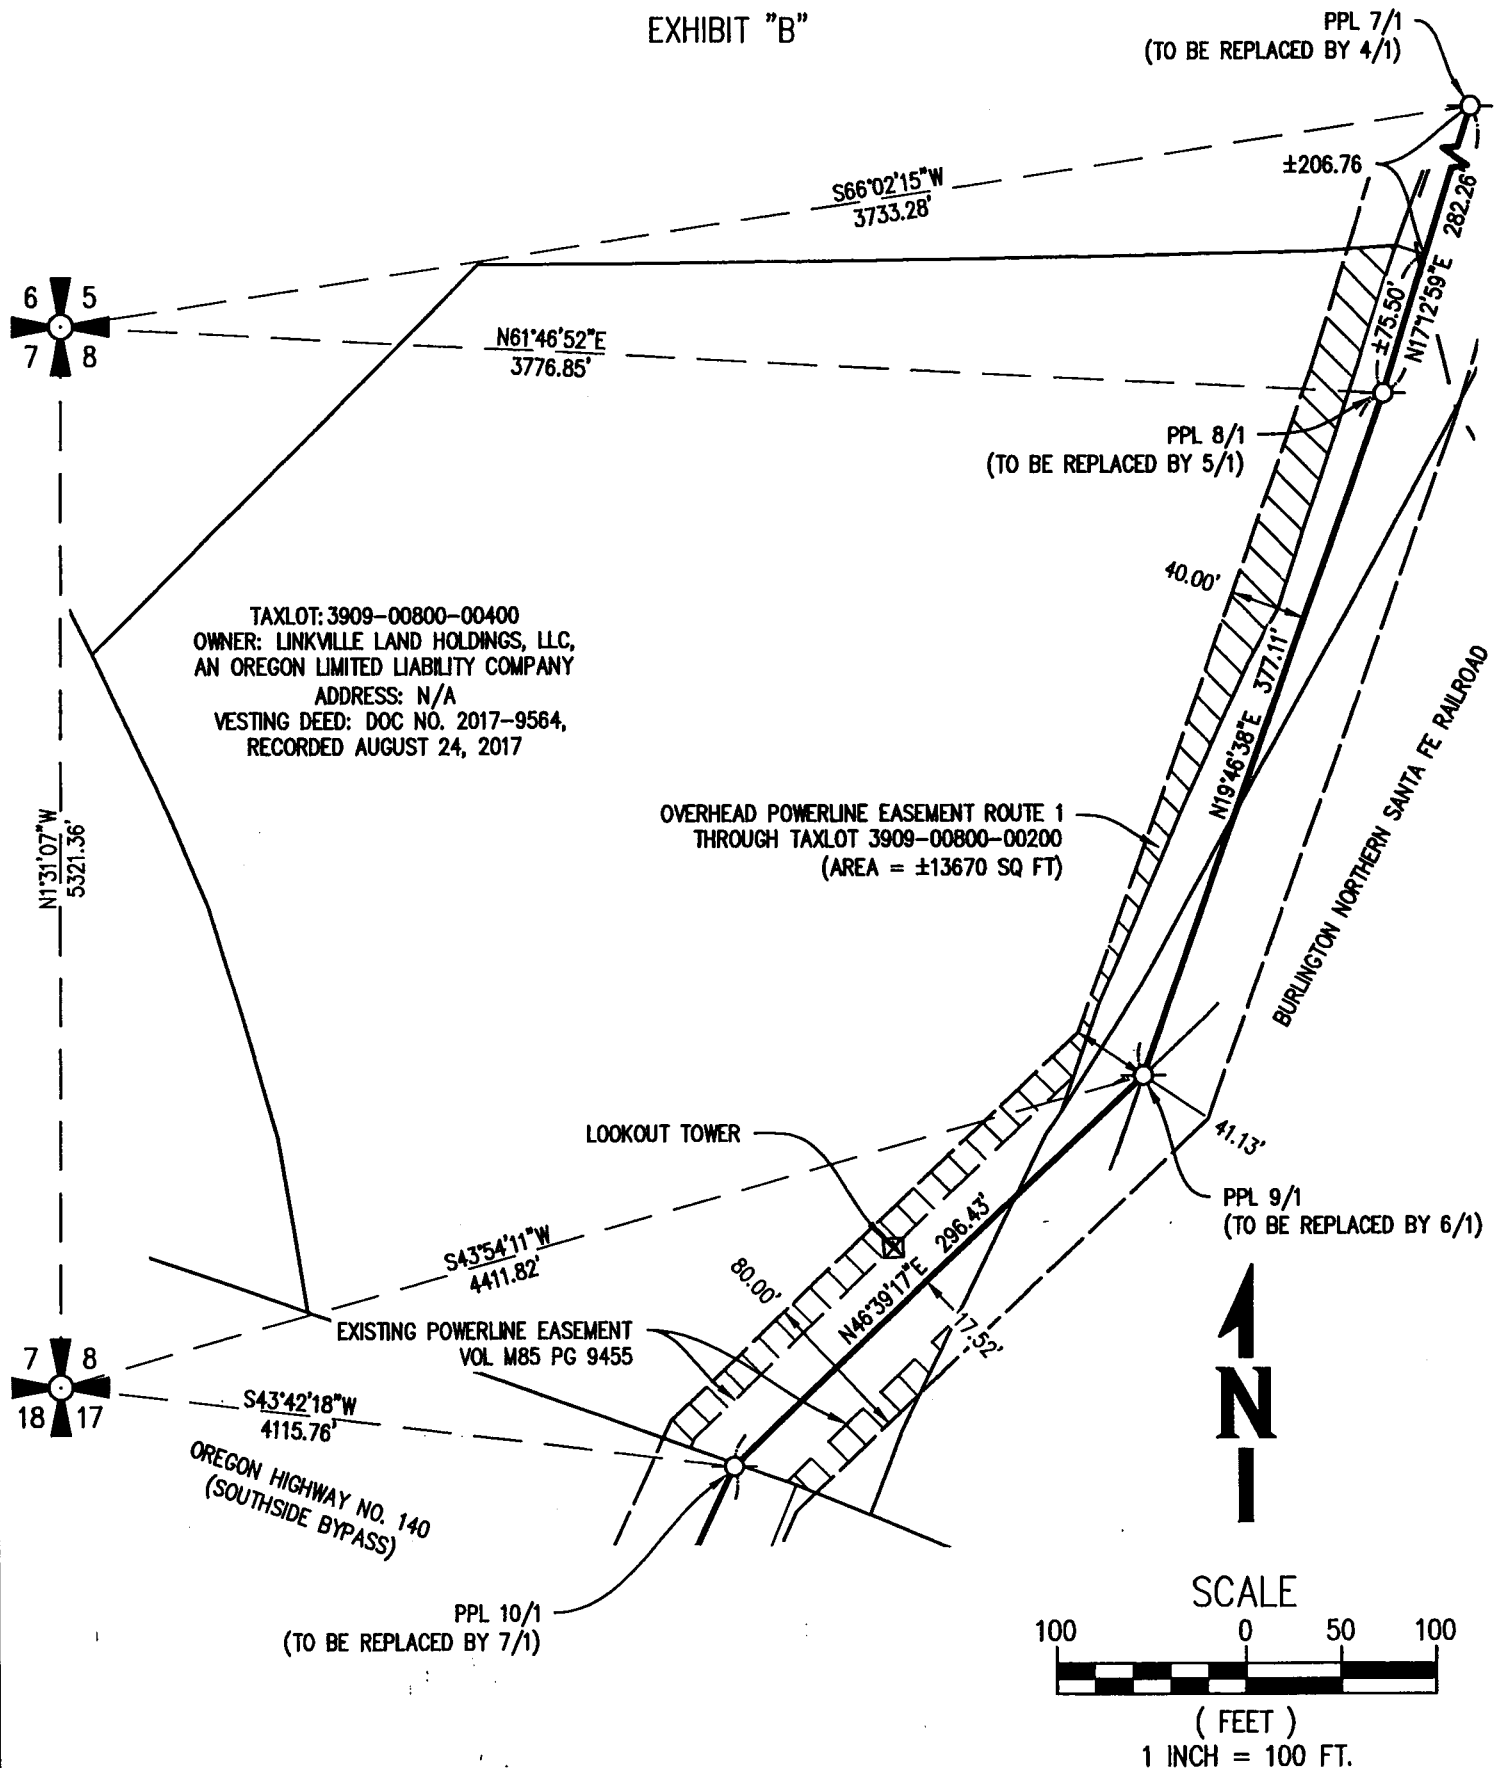 EXHIBIT "B"
PPL 7/1
(TO BE REPLACED BY 4/1)
±206.76
S66°02'15"W
3733.28'
282.26'
N17°12'59"E
±75.50'
6 5
7 8
N61°46'52"E
3776.85'
PPL 8/1
(TO BE REPLACED BY 5/1)
40.00'
TAXLOT: 3909-00800-00400
OWNER: LINKVILLE LAND HOLDINGS, LLC,
AN OREGON LIMITED LIABILITY COMPANY
ADDRESS: N/A
VESTING DEED: DOC NO. 2017-9564,
RECORDED AUGUST 24, 2017
N19°46'38"E 377.11'
BURLINGTON NORTHERN SANTA FE RAILROAD
N1°31'07"W
5321.36'
OVERHEAD POWERLINE EASEMENT ROUTE 1
THROUGH TAXLOT 3909-00800-00200
(AREA = ±13670 SQ FT)
LOOKOUT TOWER
41.13'
PPL 9/1
(TO BE REPLACED BY 6/1)
S43°54'11"W
4411.82'
N46°39'17"E 296.43'
80.00'
17.52'
EXISTING POWERLINE EASEMENT
VOL M85 PG 9455
7 8
18 17
S43°42'18"W
4115.76'
OREGON HIGHWAY NO. 140
(SOUTHSIDE BYPASS)
N
PPL 10/1
(TO BE REPLACED BY 7/1)
SCALE
100 0 50 100
( FEET )
1 INCH = 100 FT.